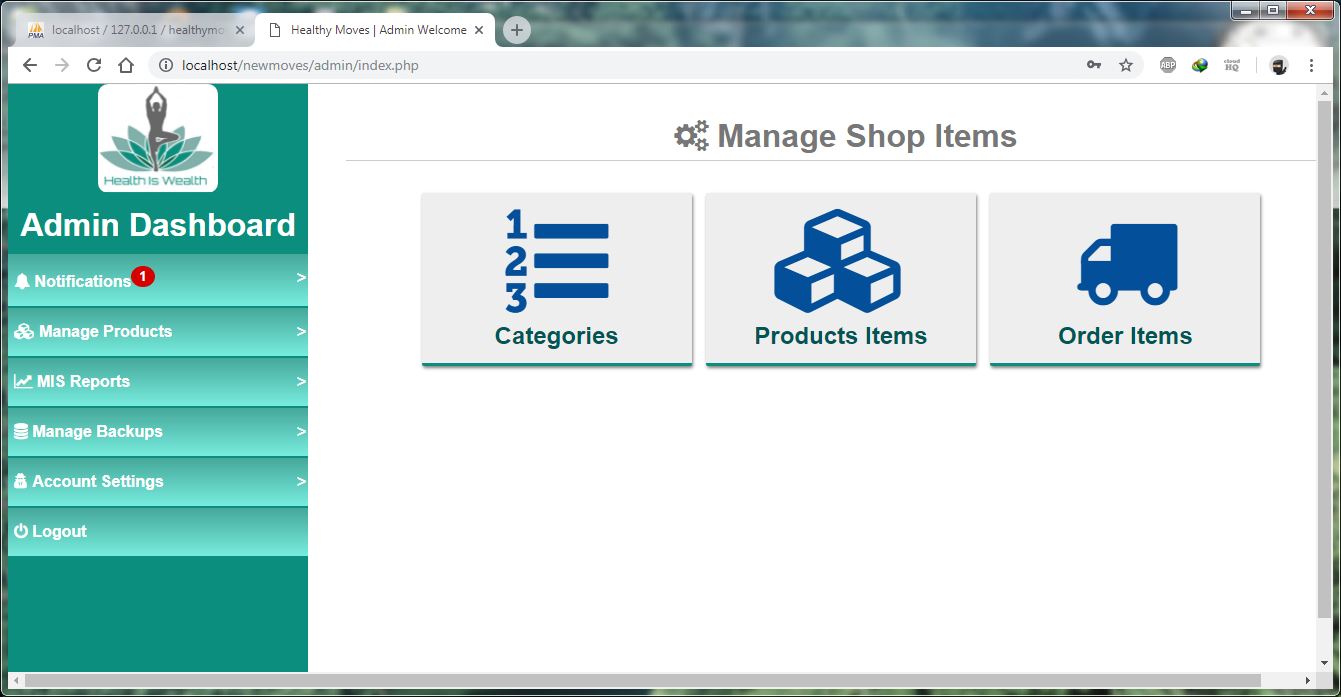 localhost / 127.0.0.1 / healthymo
Healthy Moves | Admin Welcome
localhost/newmoves/admin/index.php
ABP
cloud
HQ
PMA
Health Is Wealth
Admin Dashboard
Notifications 1 >
Manage Products >
MIS Reports >
Manage Backups >
Account Settings >
Logout
Manage Shop Items
1
2
3
Categories
Products Items
Order Items